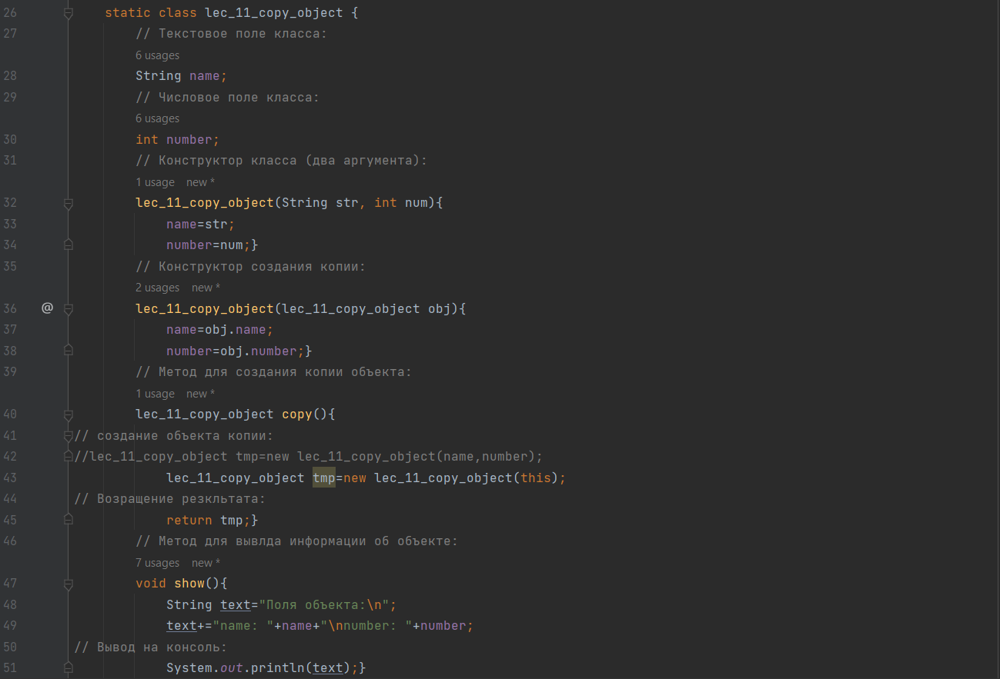 26 static class lec_11_copy_object {
27 // Текстовое поле класса:
6 usages
28 String name;
29 // Числовое поле класса:
6 usages
30 int number;
31 // Конструктор класса (два аргумента):
1 usage new *
32 lec_11_copy_object(String str, int num){
33 name=str;
34 number=num;}
35 // Конструктор создания копии:
2 usages new *
36 @ lec_11_copy_object(lec_11_copy_object obj){
37 name=obj.name;
38 number=obj.number;}
39 // Метод для создания копии объекта:
1 usage new *
40 lec_11_copy_object copy(){
41 // создание объекта копии:
42 //lec_11_copy_object tmp=new lec_11_copy_object(name,number);
43 lec_11_copy_object tmp=new lec_11_copy_object(this);
44 // Возращение резкльтата:
45 return tmp;}
46 // Метод для вывлда информации об объекте:
7 usages new *
47 void show(){
48 String text="Поля объекта:\n";
49 text+="name: "+name+"\nnumber: "+number;
50 // Вывод на консоль:
51 System.out.println(text);}